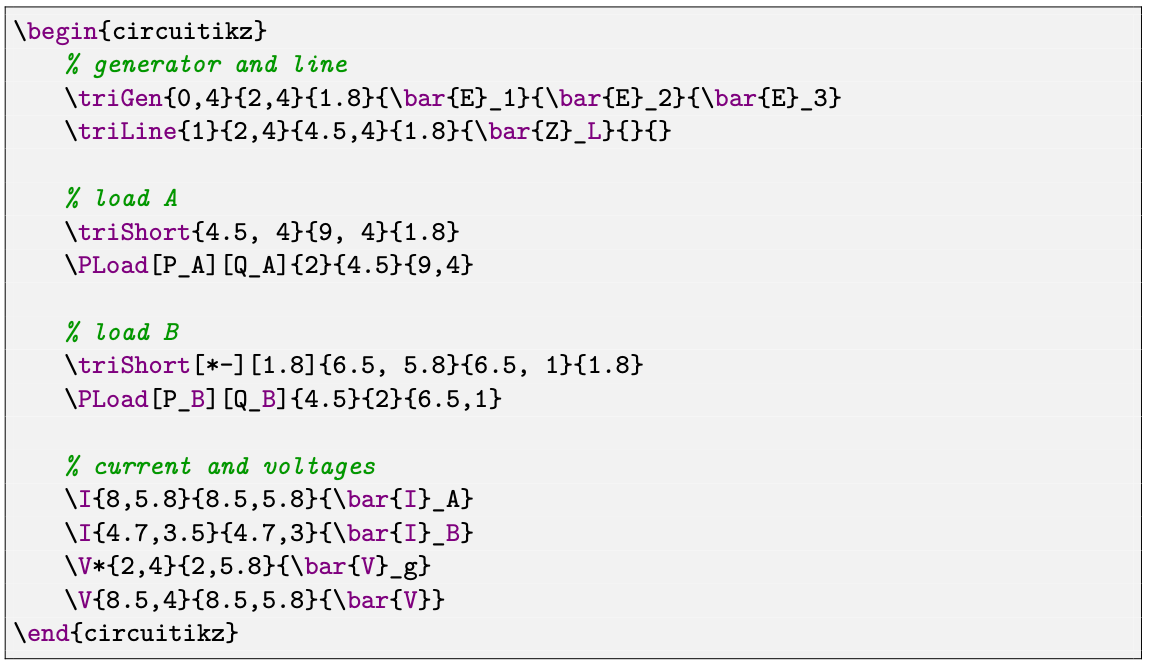 \begin{circuitikz}
% generator and line
\triGen{0,4}{2,4}{1.8}{\bar{E}_1}{\bar{E}_2}{\bar{E}_3}
\triLine{1}{2,4}{4.5,4}{1.8}{\bar{Z}_L}{}{}
% load A
\triShort{4.5, 4}{9, 4}{1.8}
\PLoad[P_A][Q_A]{2}{4.5}{9,4}
% load B
\triShort[*-][1.8]{6.5, 5.8}{6.5, 1}{1.8}
\PLoad[P_B][Q_B]{4.5}{2}{6.5,1}
% current and voltages
\I{8,5.8}{8.5,5.8}{\bar{I}_A}
\I{4.7,3.5}{4.7,3}{\bar{I}_B}
\V*{2,4}{2,5.8}{\bar{V}_g}
\V{8.5,4}{8.5,5.8}{\bar{V}}
\end{circuitikz}